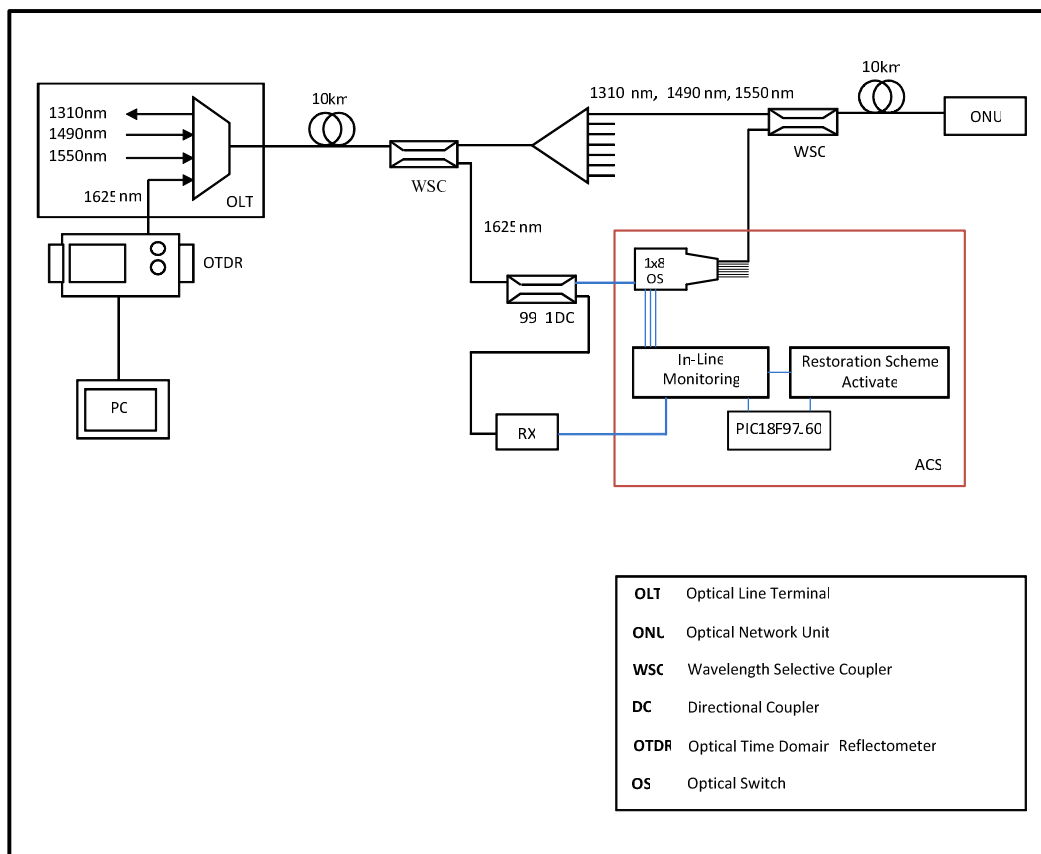 10km
1310 nm, 1490 nm, 1550nm
10km
1310nm
1490nm
1550nm
1625 nm
OLT
WSC
WSC
ONU
OTDR
PC
1625 nm
1x8
OS
99 1DC
In-Line
Monitoring
Restoration Scheme
Activate
RX
PIC18F97J60
ACS
OLT Optical Line Terminal
ONU Optical Network Unit
WSC Wavelength Selective Coupler
DC Directional Coupler
OTDR Optical Time Domain Reflectometer
OS Optical Switch